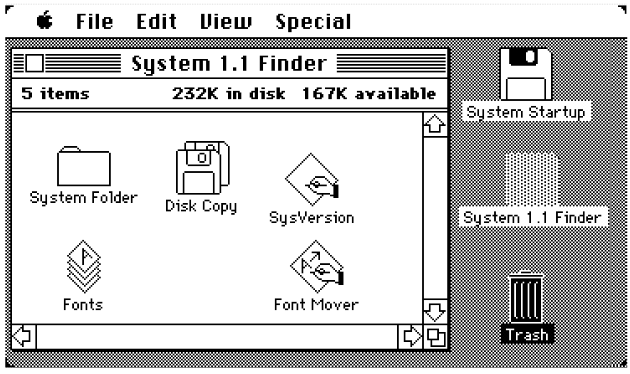 File Edit View Special
System 1.1 Finder
5 items 232K in disk 167K available
System Startup
System Folder
Disk Copy
SysVersion
System 1.1 Finder
Fonts
Font Mover
Trash